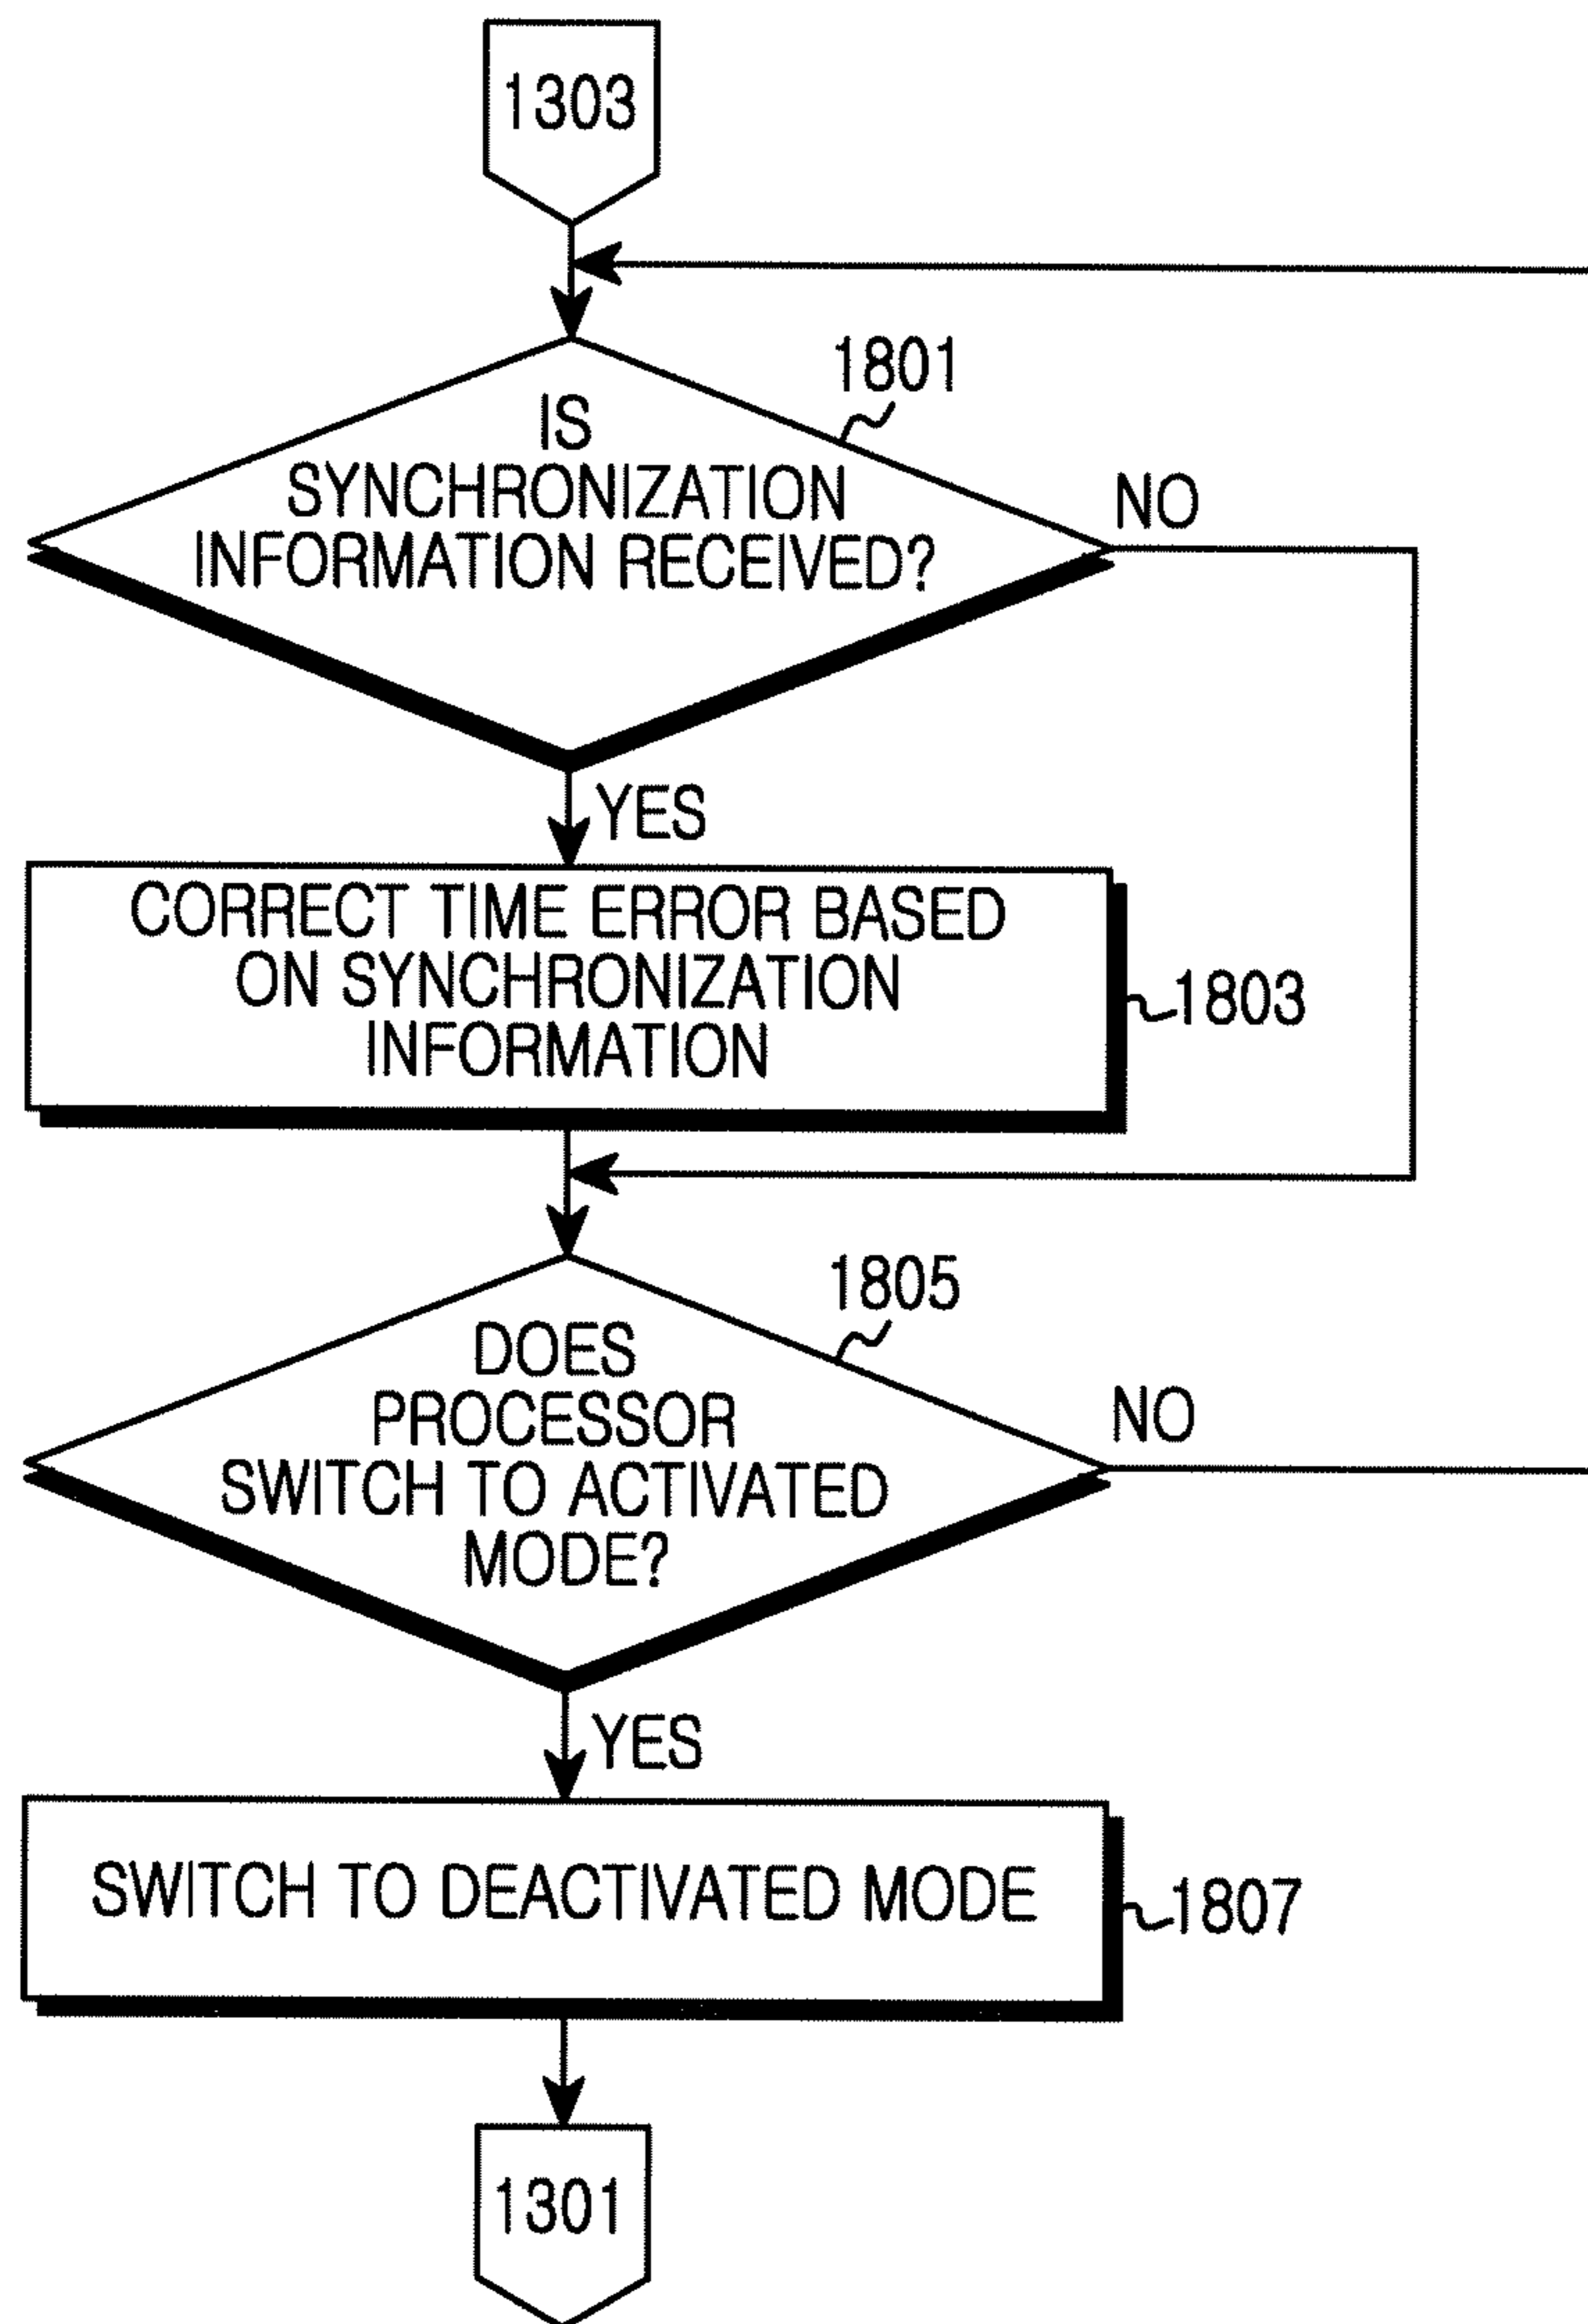 1303
1801
IS
SYNCHRONIZATION
INFORMATION RECEIVED?
NO
YES
CORRECT TIME ERROR BASED
ON SYNCHRONIZATION
INFORMATION
1803
1805
DOES
PROCESSOR
SWITCH TO ACTIVATED
MODE?
NO
YES
SWITCH TO DEACTIVATED MODE
1807
1301